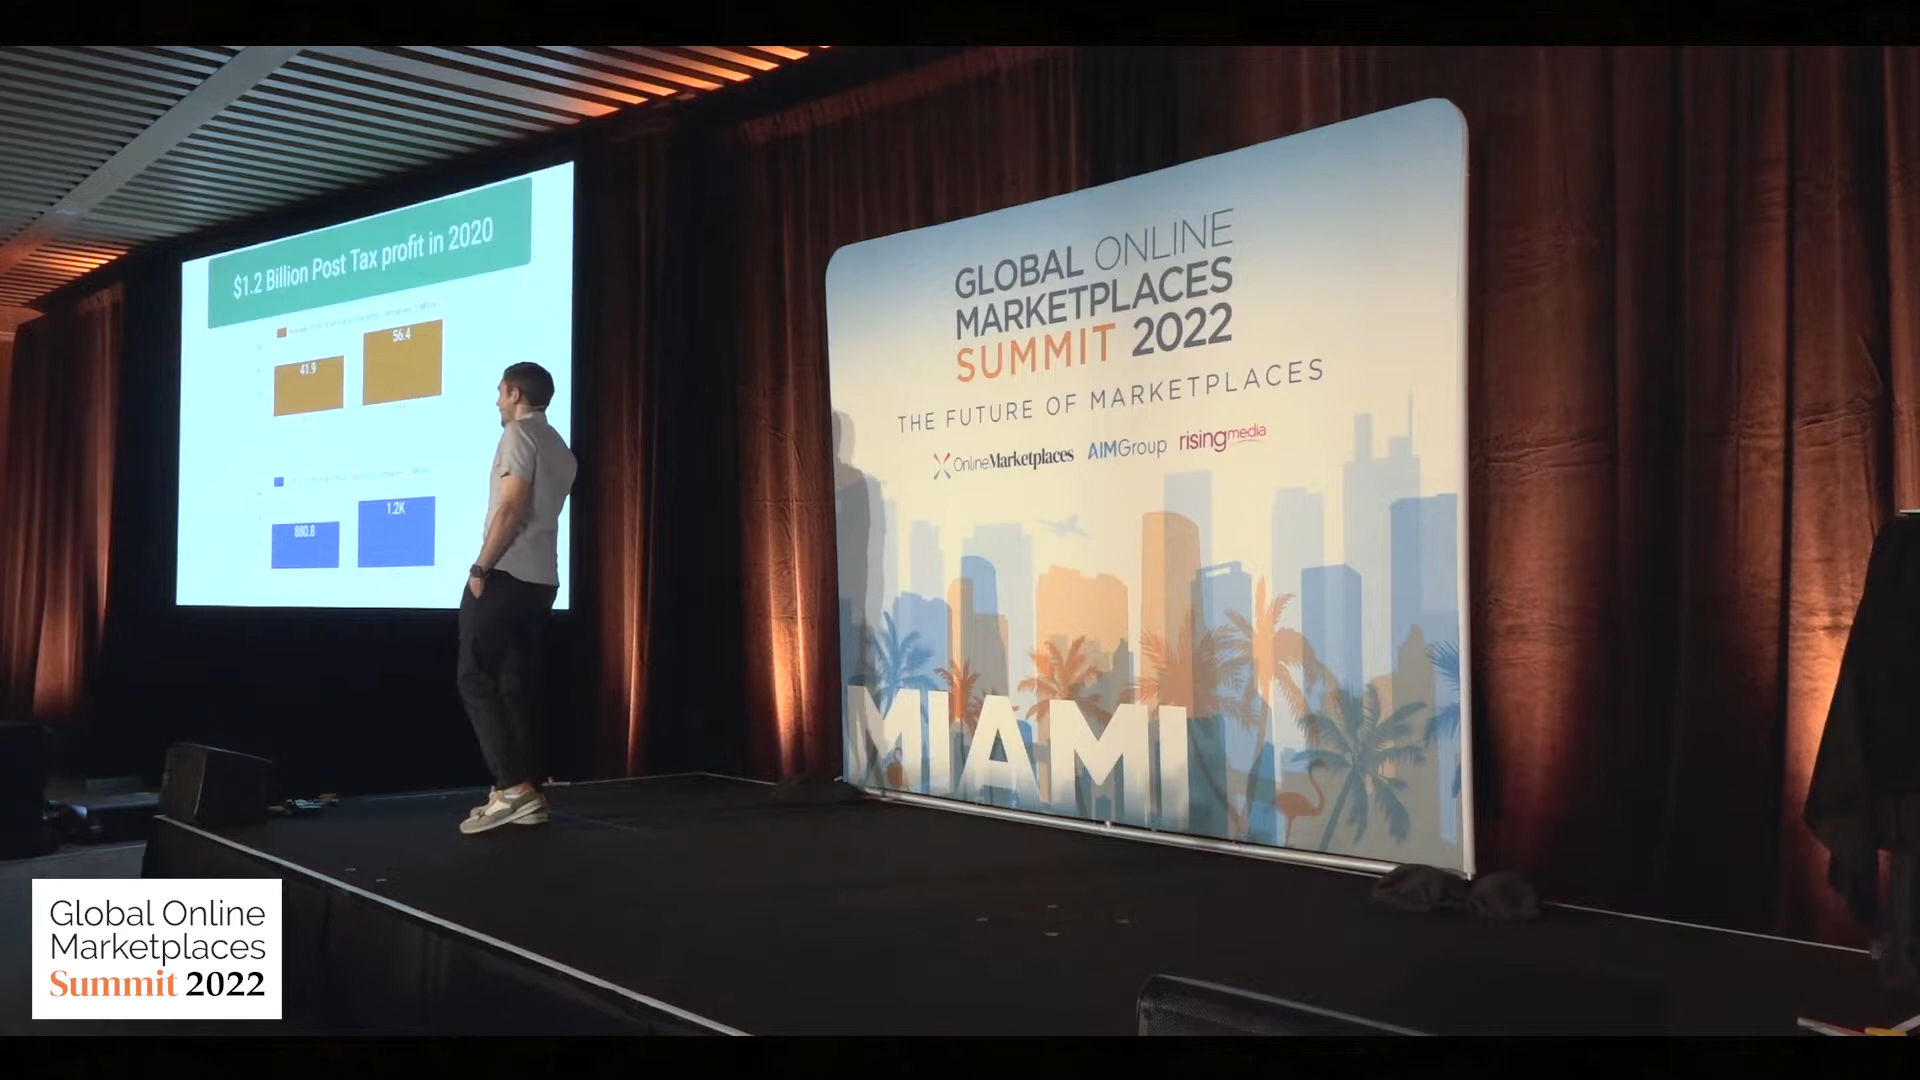 $1.2 Billion Post Tax profit in 2020
41.9
56.4
880.8
1.2K
GLOBAL ONLINE
MARKETPLACES
SUMMIT 2022
THE FUTURE OF MARKETPLACES
OnlineMarketplaces AIMGroup risingmedia
MIAMI
Global Online
Marketplaces
Summit 2022